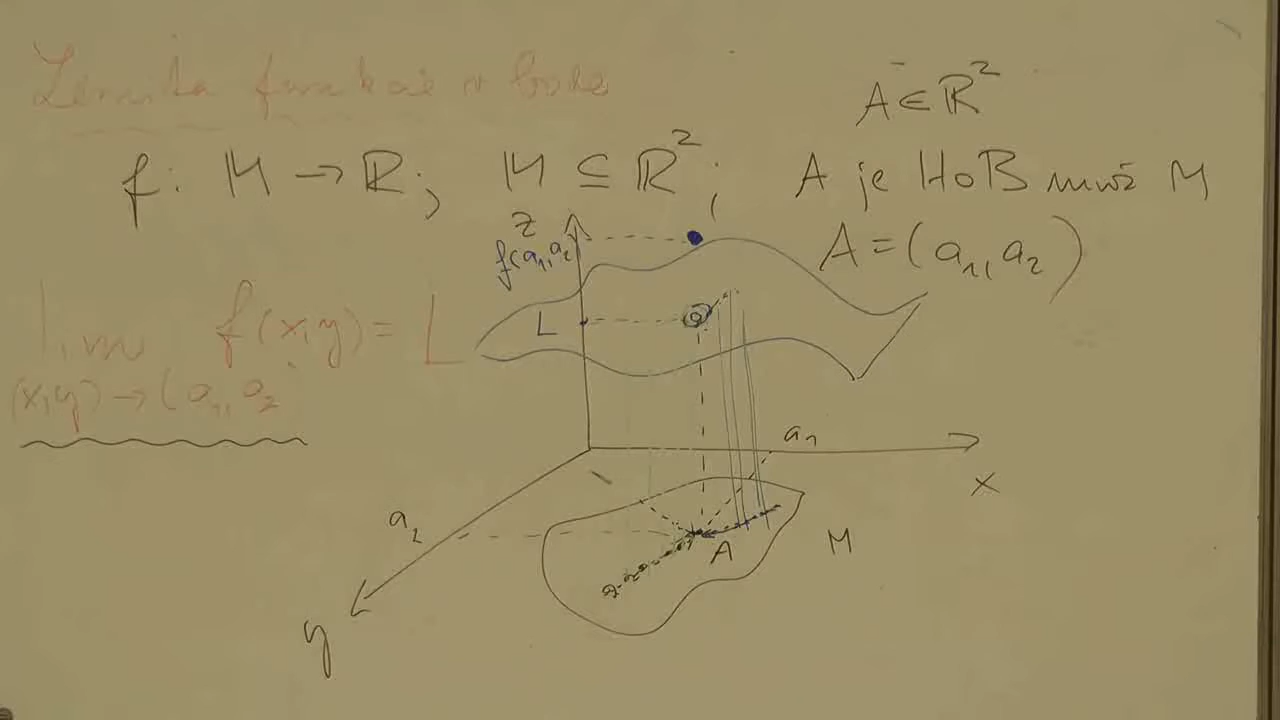 Limita funkcie v bode
A ∈ ℝ²
f: M → ℝ; M ⊆ ℝ²; A je HoB množ M
A = (a₁, a₂)
z
f(a₁, a₂)
lim f(x,y) = L
(x,y) → (a₁, a₂
L
a₁
x
a₂
A
M
y